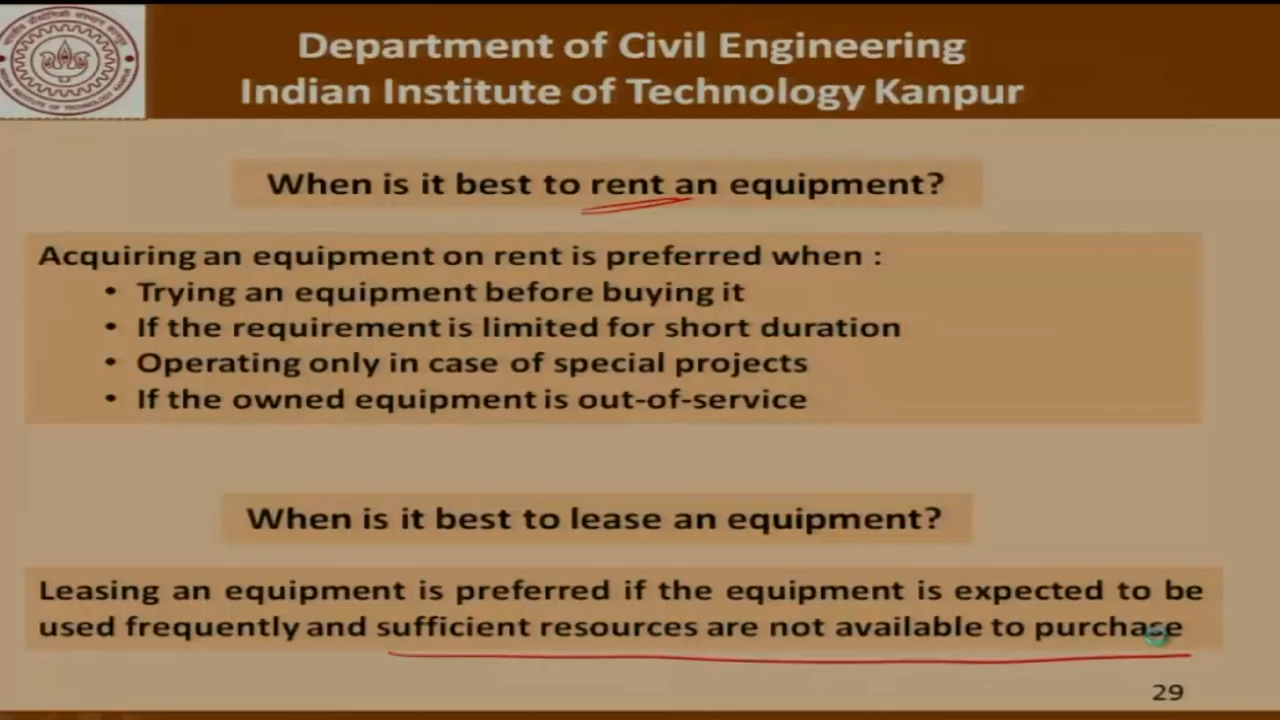 Department of Civil Engineering
Indian Institute of Technology Kanpur
When is it best to rent an equipment?
Acquiring an equipment on rent is preferred when :
• Trying an equipment before buying it
• If the requirement is limited for short duration
• Operating only in case of special projects
• If the owned equipment is out-of-service
When is it best to lease an equipment?
Leasing an equipment is preferred if the equipment is expected to be
used frequently and sufficient resources are not available to purchase
29